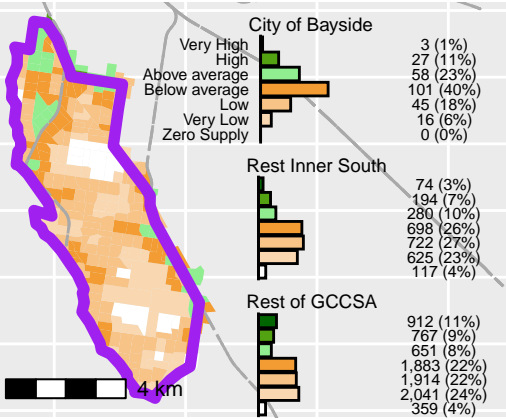 City of Bayside
Very High 3 (1%)
High 27 (11%)
Above average 58 (23%)
Below average 101 (40%)
Low 45 (18%)
Very Low 16 (6%)
Zero Supply 0 (0%)
Rest Inner South
74 (3%)
194 (7%)
280 (10%)
698 (26%)
722 (27%)
625 (23%)
117 (4%)
Rest of GCCSA
912 (11%)
767 (9%)
651 (8%)
1,883 (22%)
1,914 (22%)
2,041 (24%)
359 (4%)
4 km